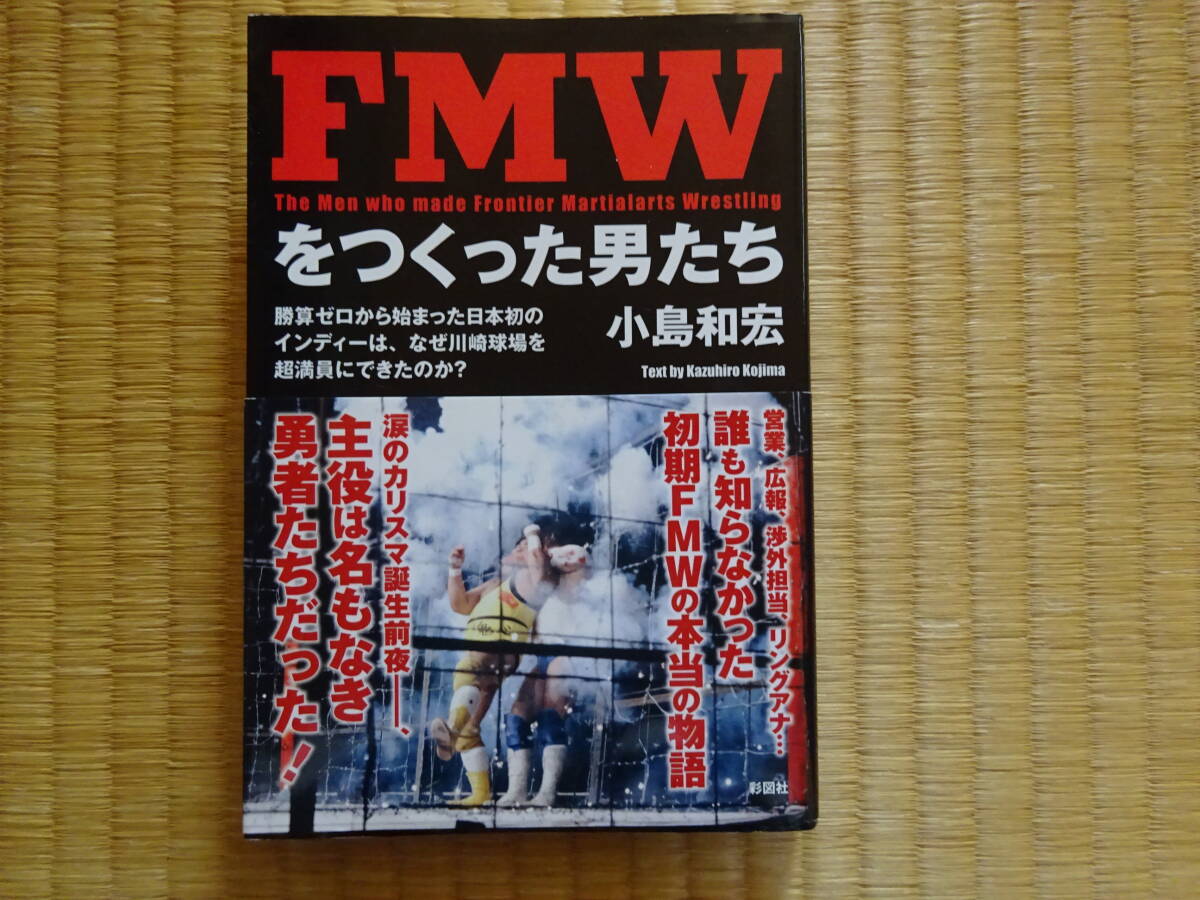 FMW
The Men who made Frontier Martialarts Wrestling
をつくった男たち
勝算ゼロから始まった日本初の
インディーは、なぜ川崎球場を
超満員にできたのか?
小島和宏
Text by Kazuhiro Kojima
営業、広報、渉外担当、リングアナ…
誰も知らなかった
初期FMWの本当の物語
涙のカリスマ誕生前夜――、
主役は名もなき
勇者たちだった!
彩図社